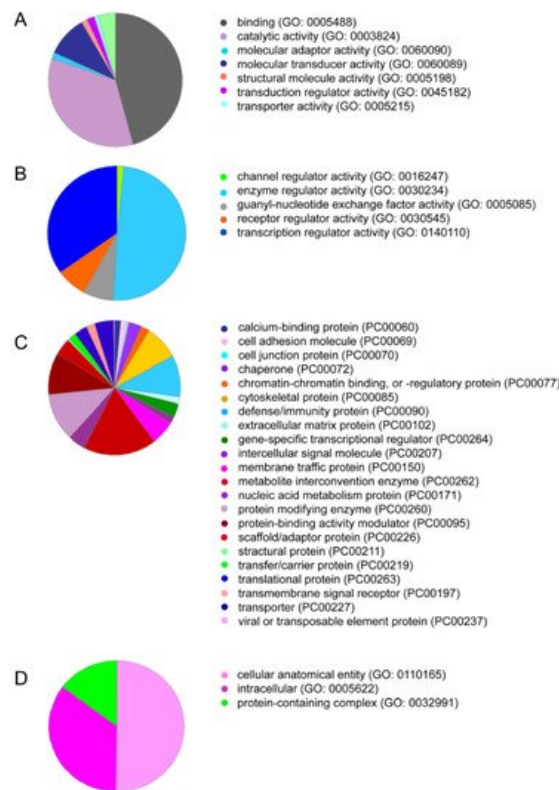 A
binding (GO: 0005488)
catalytic activity (GO: 0003824)
molecular adaptor activity (GO: 0060090)
molecular transducer activity (GO: 0060089)
structural molecule activity (GO: 0005198)
transduction regulator activity (GO: 0045182)
transporter activity (GO: 0005215)
B
channel regulator activity (GO: 0016247)
enzyme regulator activity (GO: 0030234)
guanyl-nucleotide exchange factor activity (GO: 0005085)
receptor regulator activity (GO: 0030545)
transcription regulator activity (GO: 0140110)
C
calcium-binding protein (PC00060)
cell adhesion molecule (PC00069)
cell junction protein (PC00070)
chaperone (PC00072)
chromatin-chromatin binding, or -regulatory protein (PC00077)
cytoskeletal protein (PC00085)
defense/immunity protein (PC00090)
extracellular matrix protein (PC00102)
gene-specific transcriptional regulator (PC00264)
intercellular signal molecule (PC00207)
membrane traffic protein (PC00150)
metabolite interconvention enzyme (PC00262)
nucleic acid metabolism protein (PC00171)
protein modifying enzyme (PC00260)
protein-binding activity modulator (PC00095)
scaffold/adaptor protein (PC00226)
stractural protein (PC00211)
transfer/carrier protein (PC00219)
translational protein (PC00263)
transmembrane signal receptor (PC00197)
transporter (PC00227)
viral or transposable element protein (PC00237)
D
cellular anatomical entity (GO: 0110165)
intracellular (GO: 0005622)
protein-containing complex (GO: 0032991)